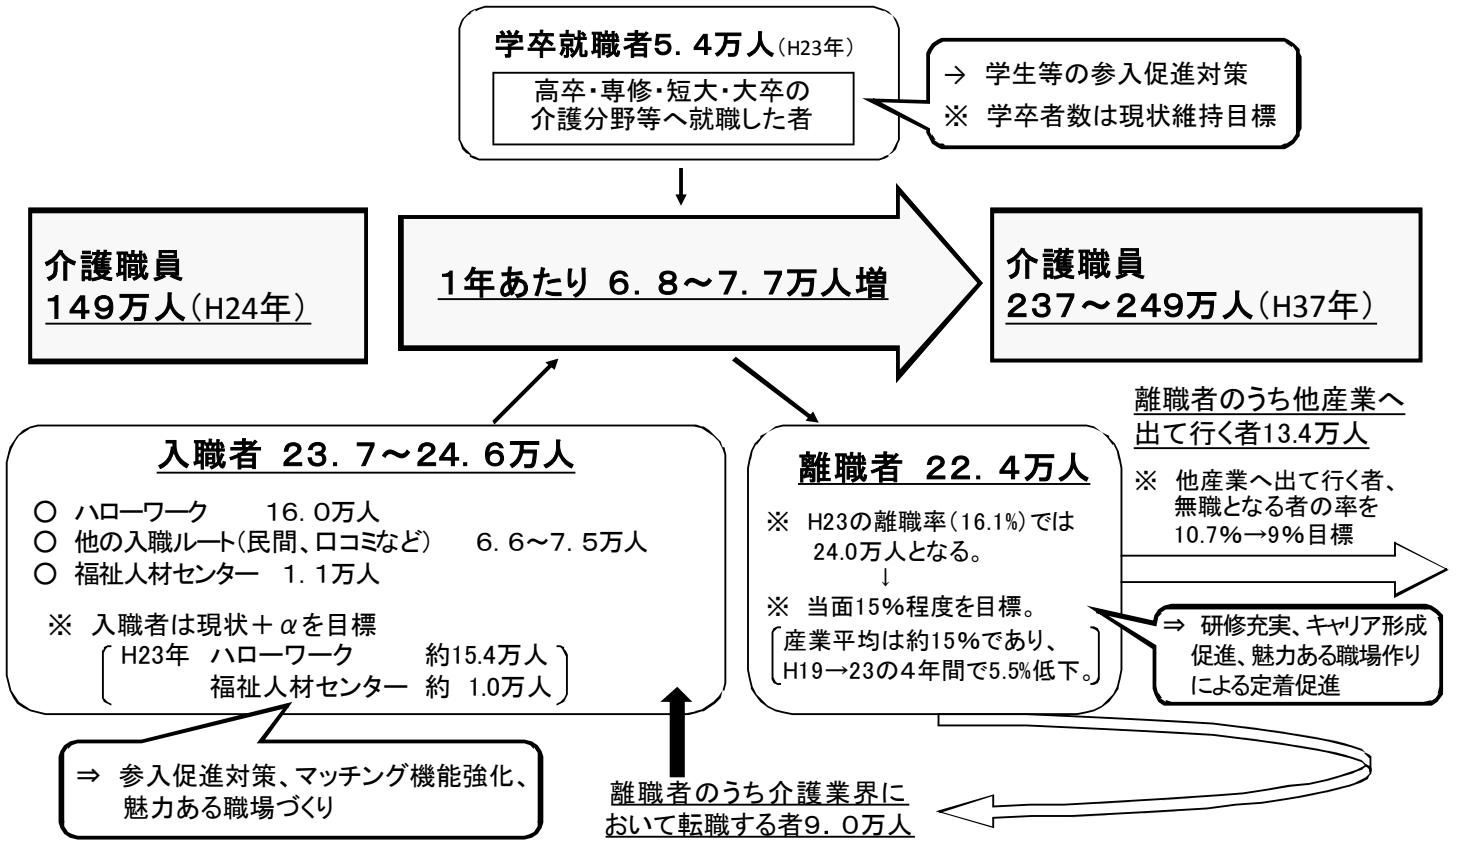 学卒就職者5．4万人（H23年）
高卒・専修・短大・大卒の
介護分野等へ就職した者
→ 学生等の参入促進対策
※ 学卒者数は現状維持目標
介護職員
149万人（H24年）
１年あたり ６．８～７．７万人増
介護職員
237～249万人（H37年）
入職者 ２３．７～２４．６万人
○ ハローワーク １６．０万人
○ 他の入職ルート（民間、口コミなど） ６．６～７．５万人
○ 福祉人材センター １．１万人
※ 入職者は現状＋αを目標
H23年 ハローワーク 約15.4万人
福祉人材センター 約 1.0万人
⇒ 参入促進対策、マッチング機能強化、
魅力ある職場づくり
離職者 ２２．４万人
※ H23の離職率（16.1%）では
24.0万人となる。
↓
※ 当面15％程度を目標。
産業平均は約15％であり、
H19→23の４年間で5.5％低下。
離職者のうち他産業へ
出て行く者13.4万人
※ 他産業へ出て行く者、
無職となる者の率を
10.7％→9％目標
⇒ 研修充実、キャリア形成
促進、魅力ある職場作り
による定着促進
離職者のうち介護業界に
おいて転職する者９．０万人